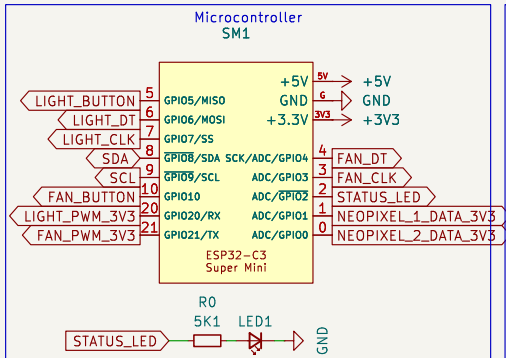 Microcontroller
SM1
5V
+5V
+5V
LIGHT_BUTTON 5 GPIO5/MISO
GND G GND
LIGHT_DT 6 GPIO6/MOSI
+3.3V 3V3 +3V3
LIGHT_CLK 7 GPIO7/SS
SDA 8 GPIO8/SDA SCK/ADC/GPIO4 4 FAN_DT
SCL 9 GPIO9/SCL ADC/GPIO3 3 FAN_CLK
FAN_BUTTON 10 GPIO10 ADC/GPIO2 2 STATUS_LED
LIGHT_PWM_3V3 20 GPIO20/RX ADC/GPIO1 1 NEOPIXEL_1_DATA_3V3
FAN_PWM_3V3 21 GPIO21/TX ADC/GPIO0 0 NEOPIXEL_2_DATA_3V3
ESP32-C3
Super Mini
R0
5K1 LED1
STATUS_LED GND